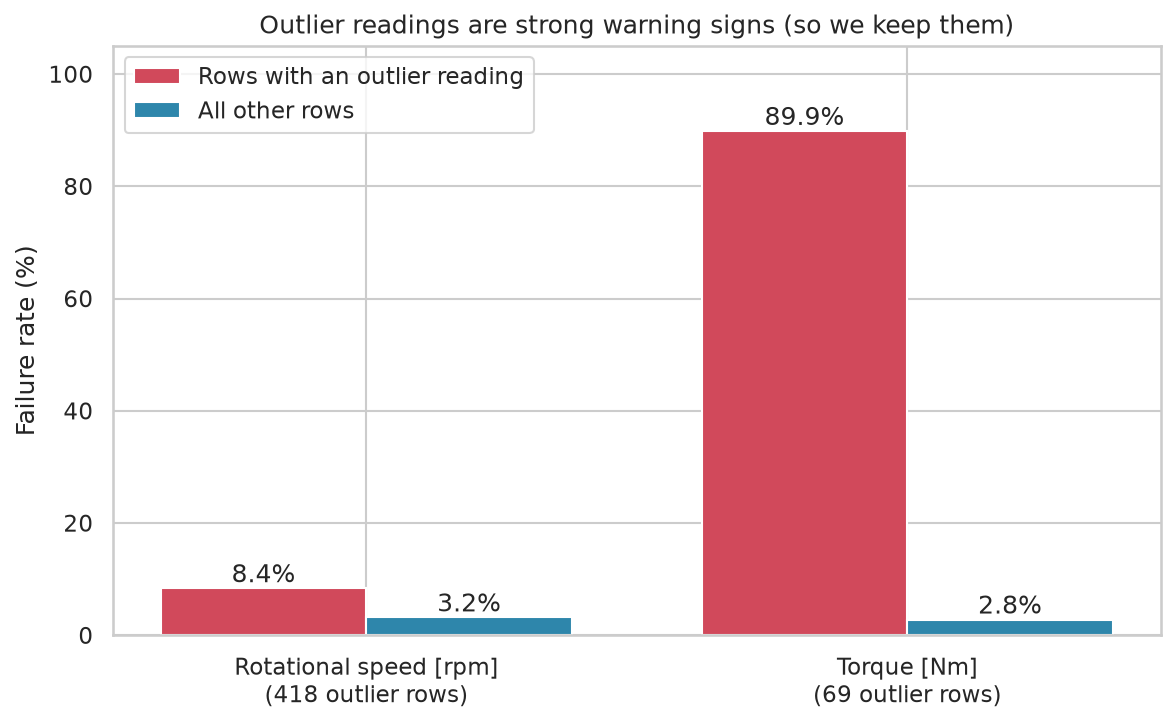 Outlier readings are strong warning signs (so we keep them)
Rows with an outlier reading
All other rows
Failure rate (%)
100
80
60
40
20
0
8.4%
3.2%
89.9%
2.8%
Rotational speed [rpm]
(418 outlier rows)
Torque [Nm]
(69 outlier rows)